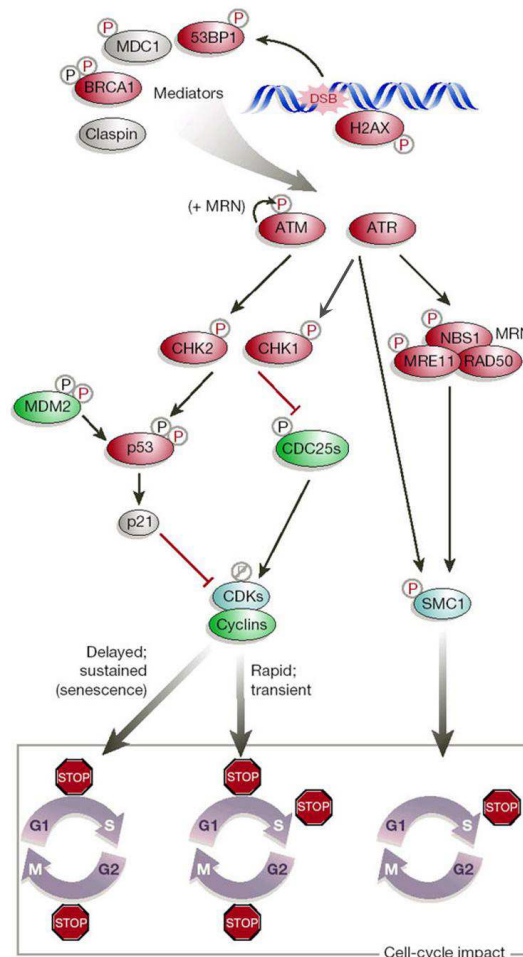 P
MDC1
P
53BP1
P
P
BRCA1
Mediators
Claspin
DSB
H2AX
P
(+ MRN)
P
ATM
ATR
P
CHK2
P
CHK1
P
NBS1
MRN
P
MRE11
RAD50
P
P
MDM2
P
P
p53
P
CDC25s
p21
P
CDKs
Cyclins
P
SMC1
Delayed;
sustained
(senescence)
Rapid;
transient
STOP
G1
S
M
G2
STOP
STOP
STOP
G1
S
M
G2
STOP
STOP
G1
S
M
G2
Cell-cycle impact